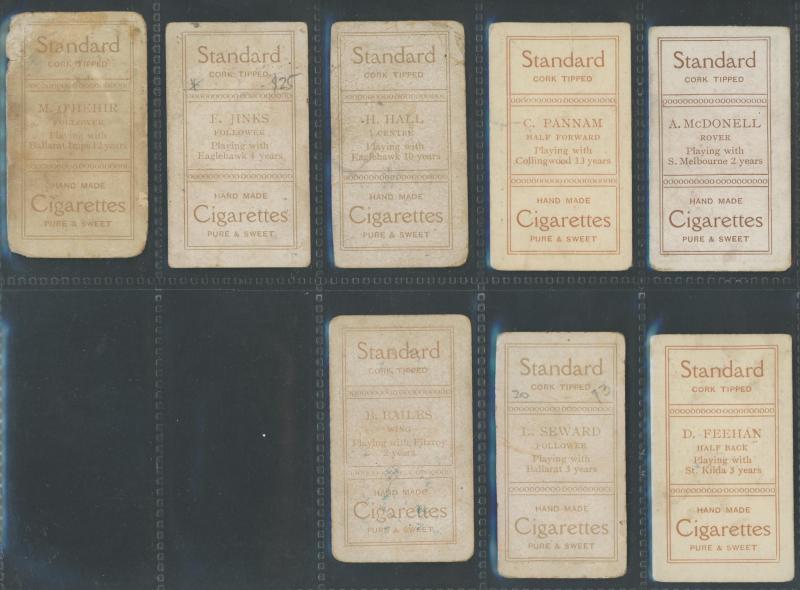 Standard
CORK TIPPED
M. O'HEHIR
FOLLOWER
Playing with
Ballarat Imps 12 years
HAND MADE
Cigarettes
PURE & SWEET
Standard
CORK TIPPED
* .925
F. JINKS
FOLLOWER
Playing with
Eaglehawk 4 years
HAND MADE
Cigarettes
PURE & SWEET
Standard
CORK TIPPED
H. HALL
CENTRE
Playing with
Eaglehawk 10 years
HAND MADE
Cigarettes
PURE & SWEET
Standard
CORK TIPPED
C. PANNAM
HALF FORWARD
Playing with
Collingwood 13 years
HAND MADE
Cigarettes
PURE & SWEET
Standard
CORK TIPPED
A. McDONELL
ROVER
Playing with
S. Melbourne 2 years
HAND MADE
Cigarettes
PURE & SWEET
Standard
CORK TIPPED
B. BAILES
WING
Playing with Fitzroy
2 years
HAND MADE
Cigarettes
PURE & SWEET
Standard
CORK TIPPED
20
L. SEWARD
FOLLOWER
Playing with
Ballarat 3 years
HAND MADE
Cigarettes
PURE & SWEET
Standard
CORK TIPPED
D. FEEHAN
HALF BACK
Playing with
St. Kilda 3 years
HAND MADE
Cigarettes
PURE & SWEET